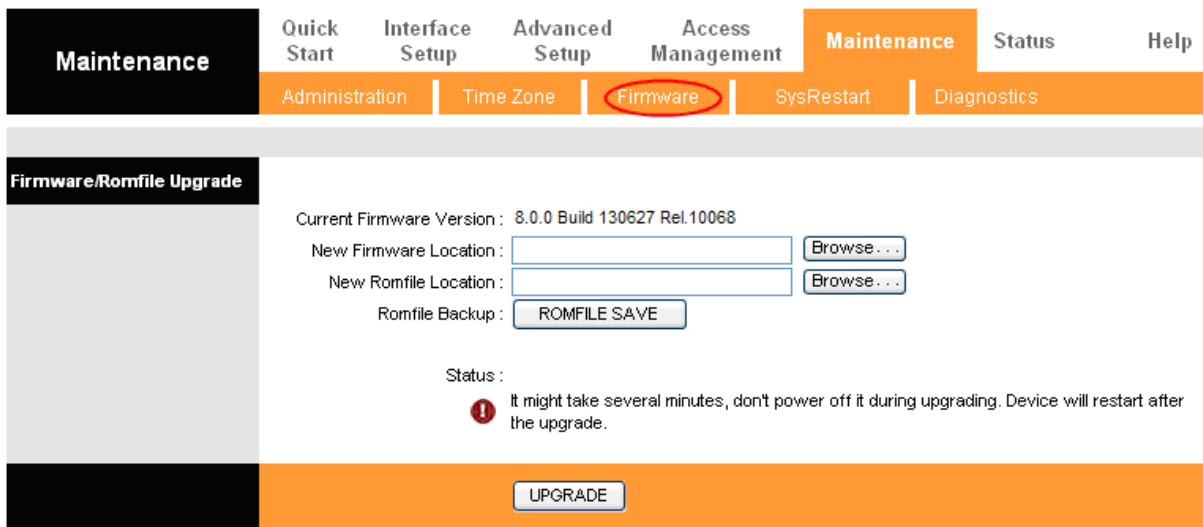 Maintenance
Quick Start
Interface Setup
Advanced Setup
Access Management
Maintenance
Status
Help
Administration
Time Zone
Firmware
SysRestart
Diagnostics
Firmware/Romfile Upgrade
Current Firmware Version : 8.0.0 Build 130627 Rel.10068
New Firmware Location : Browse...
New Romfile Location : Browse...
Romfile Backup : ROMFILE SAVE
Status :
It might take several minutes, don't power off it during upgrading. Device will restart after
the upgrade.
UPGRADE